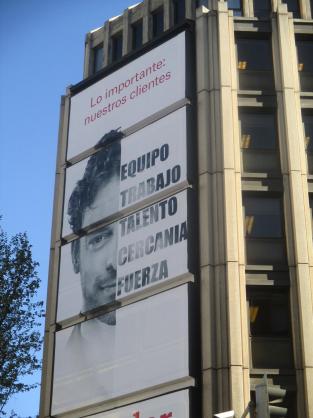 Lo importante:
nuestros clientes
EQUIPO
TRABAJO
TALENTO
CERCANIA
FUERZA